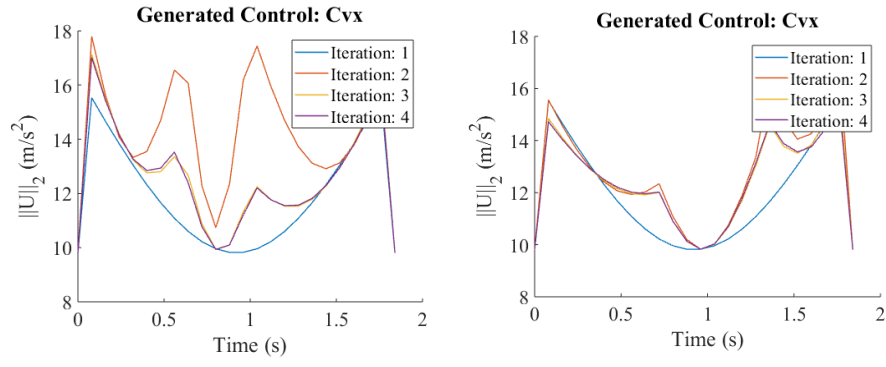 Generated Control: Cvx
18
16
14
12
10
8
||U||2 (m/s2)
Iteration: 1
Iteration: 2
Iteration: 3
Iteration: 4
0
0.5
1
1.5
2
Time (s)
Generated Control: Cvx
18
16
14
12
10
8
||U||2 (m/s2)
Iteration: 1
Iteration: 2
Iteration: 3
Iteration: 4
0
0.5
1
1.5
2
Time (s)